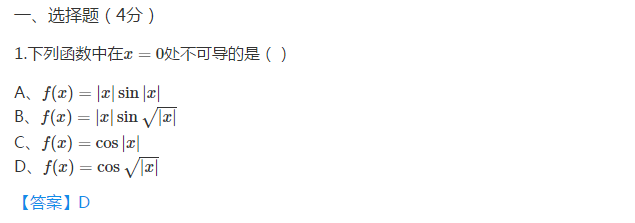 一、选择题（4分）
1.下列函数中在x = 0处不可导的是（ ）
A、f(x) = |x| sin |x|
B、f(x) = |x| sin √|x|
C、f(x) = cos |x|
D、f(x) = cos √|x|
【答案】D